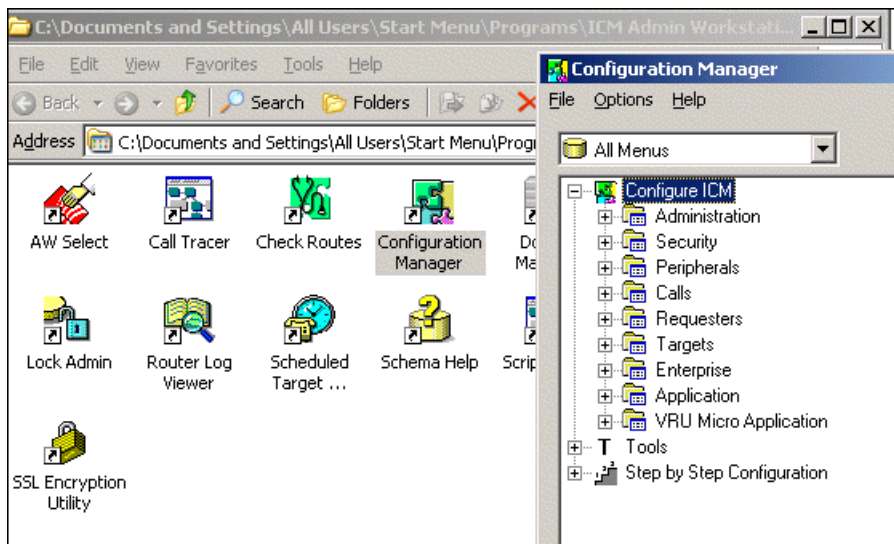 C:\Documents and Settings\All Users\Start Menu\Programs\ICM Admin Workstati...
File Edit View Favorites Tools Help
Back Search Folders
Address C:\Documents and Settings\All Users\Start Menu\Progr
AW Select
Call Tracer
Check Routes
Configuration
Manager
Do
Ma
Lock Admin
Router Log
Viewer
Scheduled
Target ...
Schema Help
Scrip
SSL Encryption
Utility
Configuration Manager
File Options Help
All Menus
Configure ICM
Administration
Security
Peripherals
Calls
Requesters
Targets
Enterprise
Application
VRU Micro Application
T Tools
Step by Step Configuration